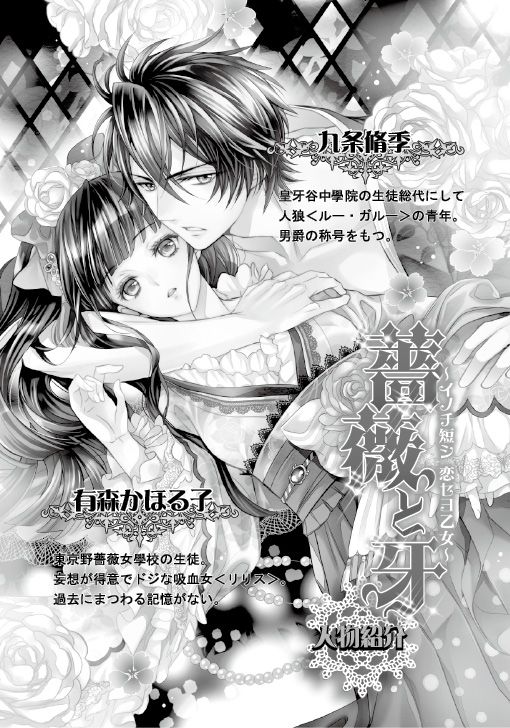 九条脩季
皇牙谷中學院の生徒総代にして
人狼<ルー・ガルー>の青年。
男爵の称号をもつ。
薔薇と牙
～イノチ短シ 恋セヨ乙女～
人物紹介
有森かほる子
東京野薔薇女學校の生徒。
妄想が得意でドジな吸血女<リリス>。
過去にまつわる記憶がない。